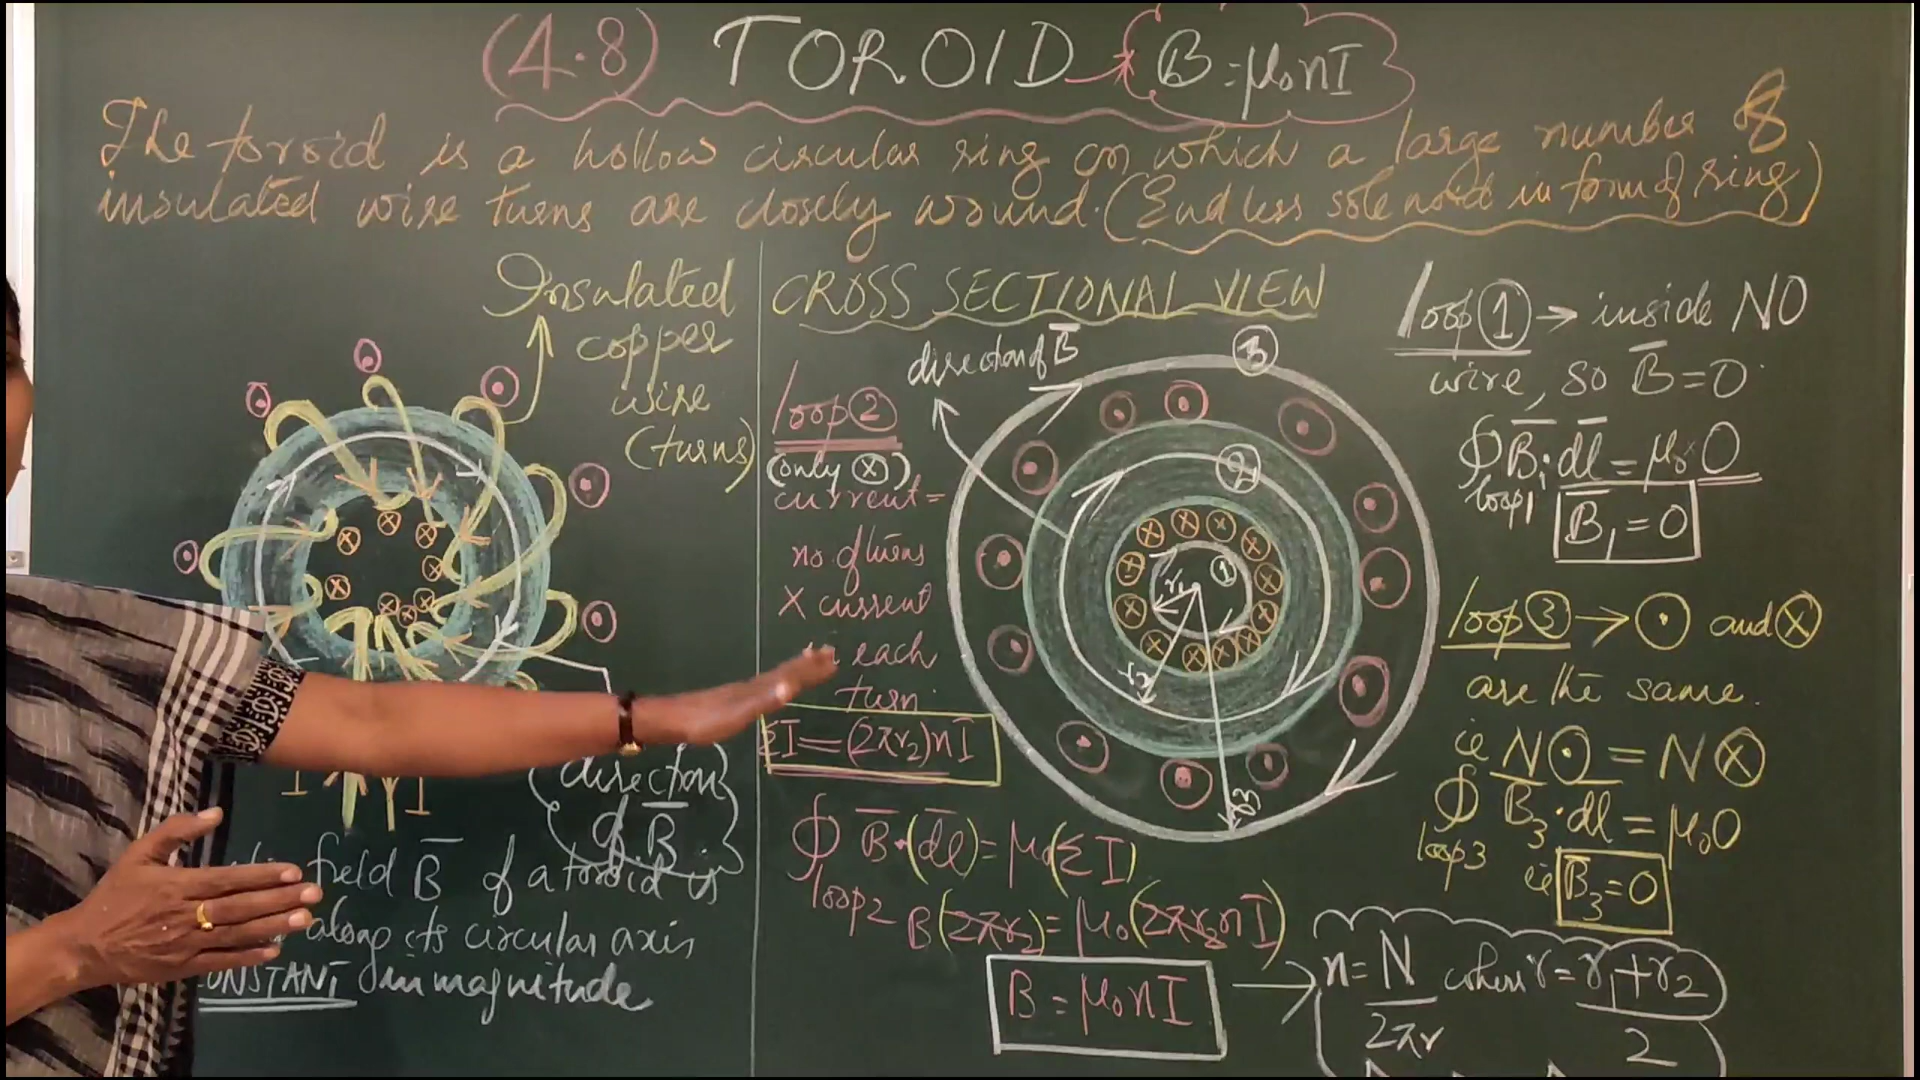 (4.8) TOROID → B = μ₀nI
The toroid is a hollow circular ring on which a large number of
insulated wire turns are closely wound. (Endless solenoid in form of ring)
Insulated
copper
wire
(turns)
I I
direction
of B̄
field B̄ of a toroid is
along its circular axis
CONSTANT in magnitude
CROSS SECTIONAL VIEW
direction of B̄
loop ②
(only ⓧ)
current =
no of turns
X current
in each
turn.
ΣI = (2πr₂)nI
3
2
1
r₁
r₂
r₃
∮ B̄·(dl̄) = μ₀(ΣI)
loop2
B(2πr₂) = μ₀(2πr₂nI)
B = μ₀nI →
loop ① → inside NO
wire, so B̄ = 0
∮ B̄₁·dl̄ = μ₀×0
loop1
B̄₁ = 0
loop ③ → ⊙ and ⓧ
are the same.
ie N⊙ = Nⓧ
∮ B₃·dl = μ₀0
loop3
ie B̄₃ = 0
n = N/2πr where r = r₁+r₂/2